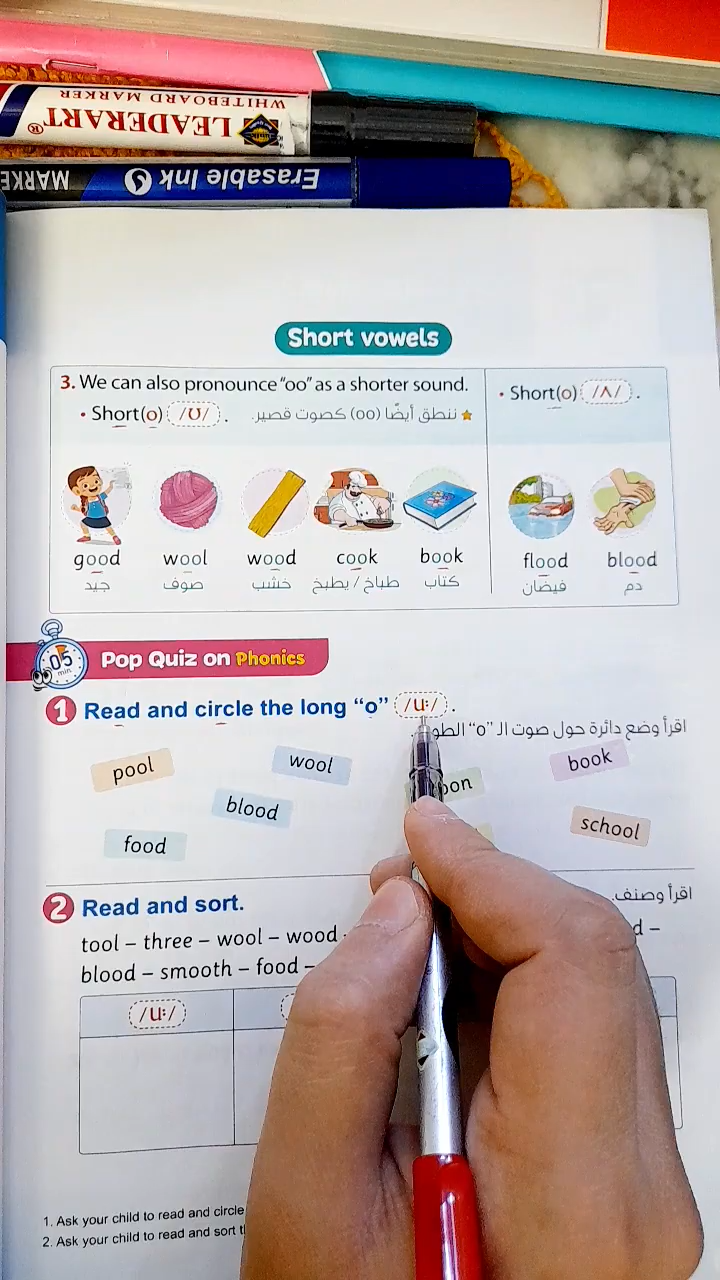 WHITEBOARD MARKER
LEADERART®
Erasable Ink
Short vowels
3. We can also pronounce "oo" as a shorter sound.
• Short(o) /ʊ/ .
ننطق أيضًا (oo) كصوت قصير.
• Short(o) /ʌ/ .
good wool wood cook book flood blood
جيد صوف خشب طباخ / يطبخ كتاب فيضان دم
05 min
Pop Quiz on Phonics
1 Read and circle the long "o" /u:/ .
اقرأ وضع دائرة حول صوت الـ "o"
pool wool book
blood school
food
2 Read and sort.
اقرأ وصنف.
tool – three – wool – wood
blood – smooth – food –
/u:/
1. Ask your child to read and circle
2. Ask your child to read and sort